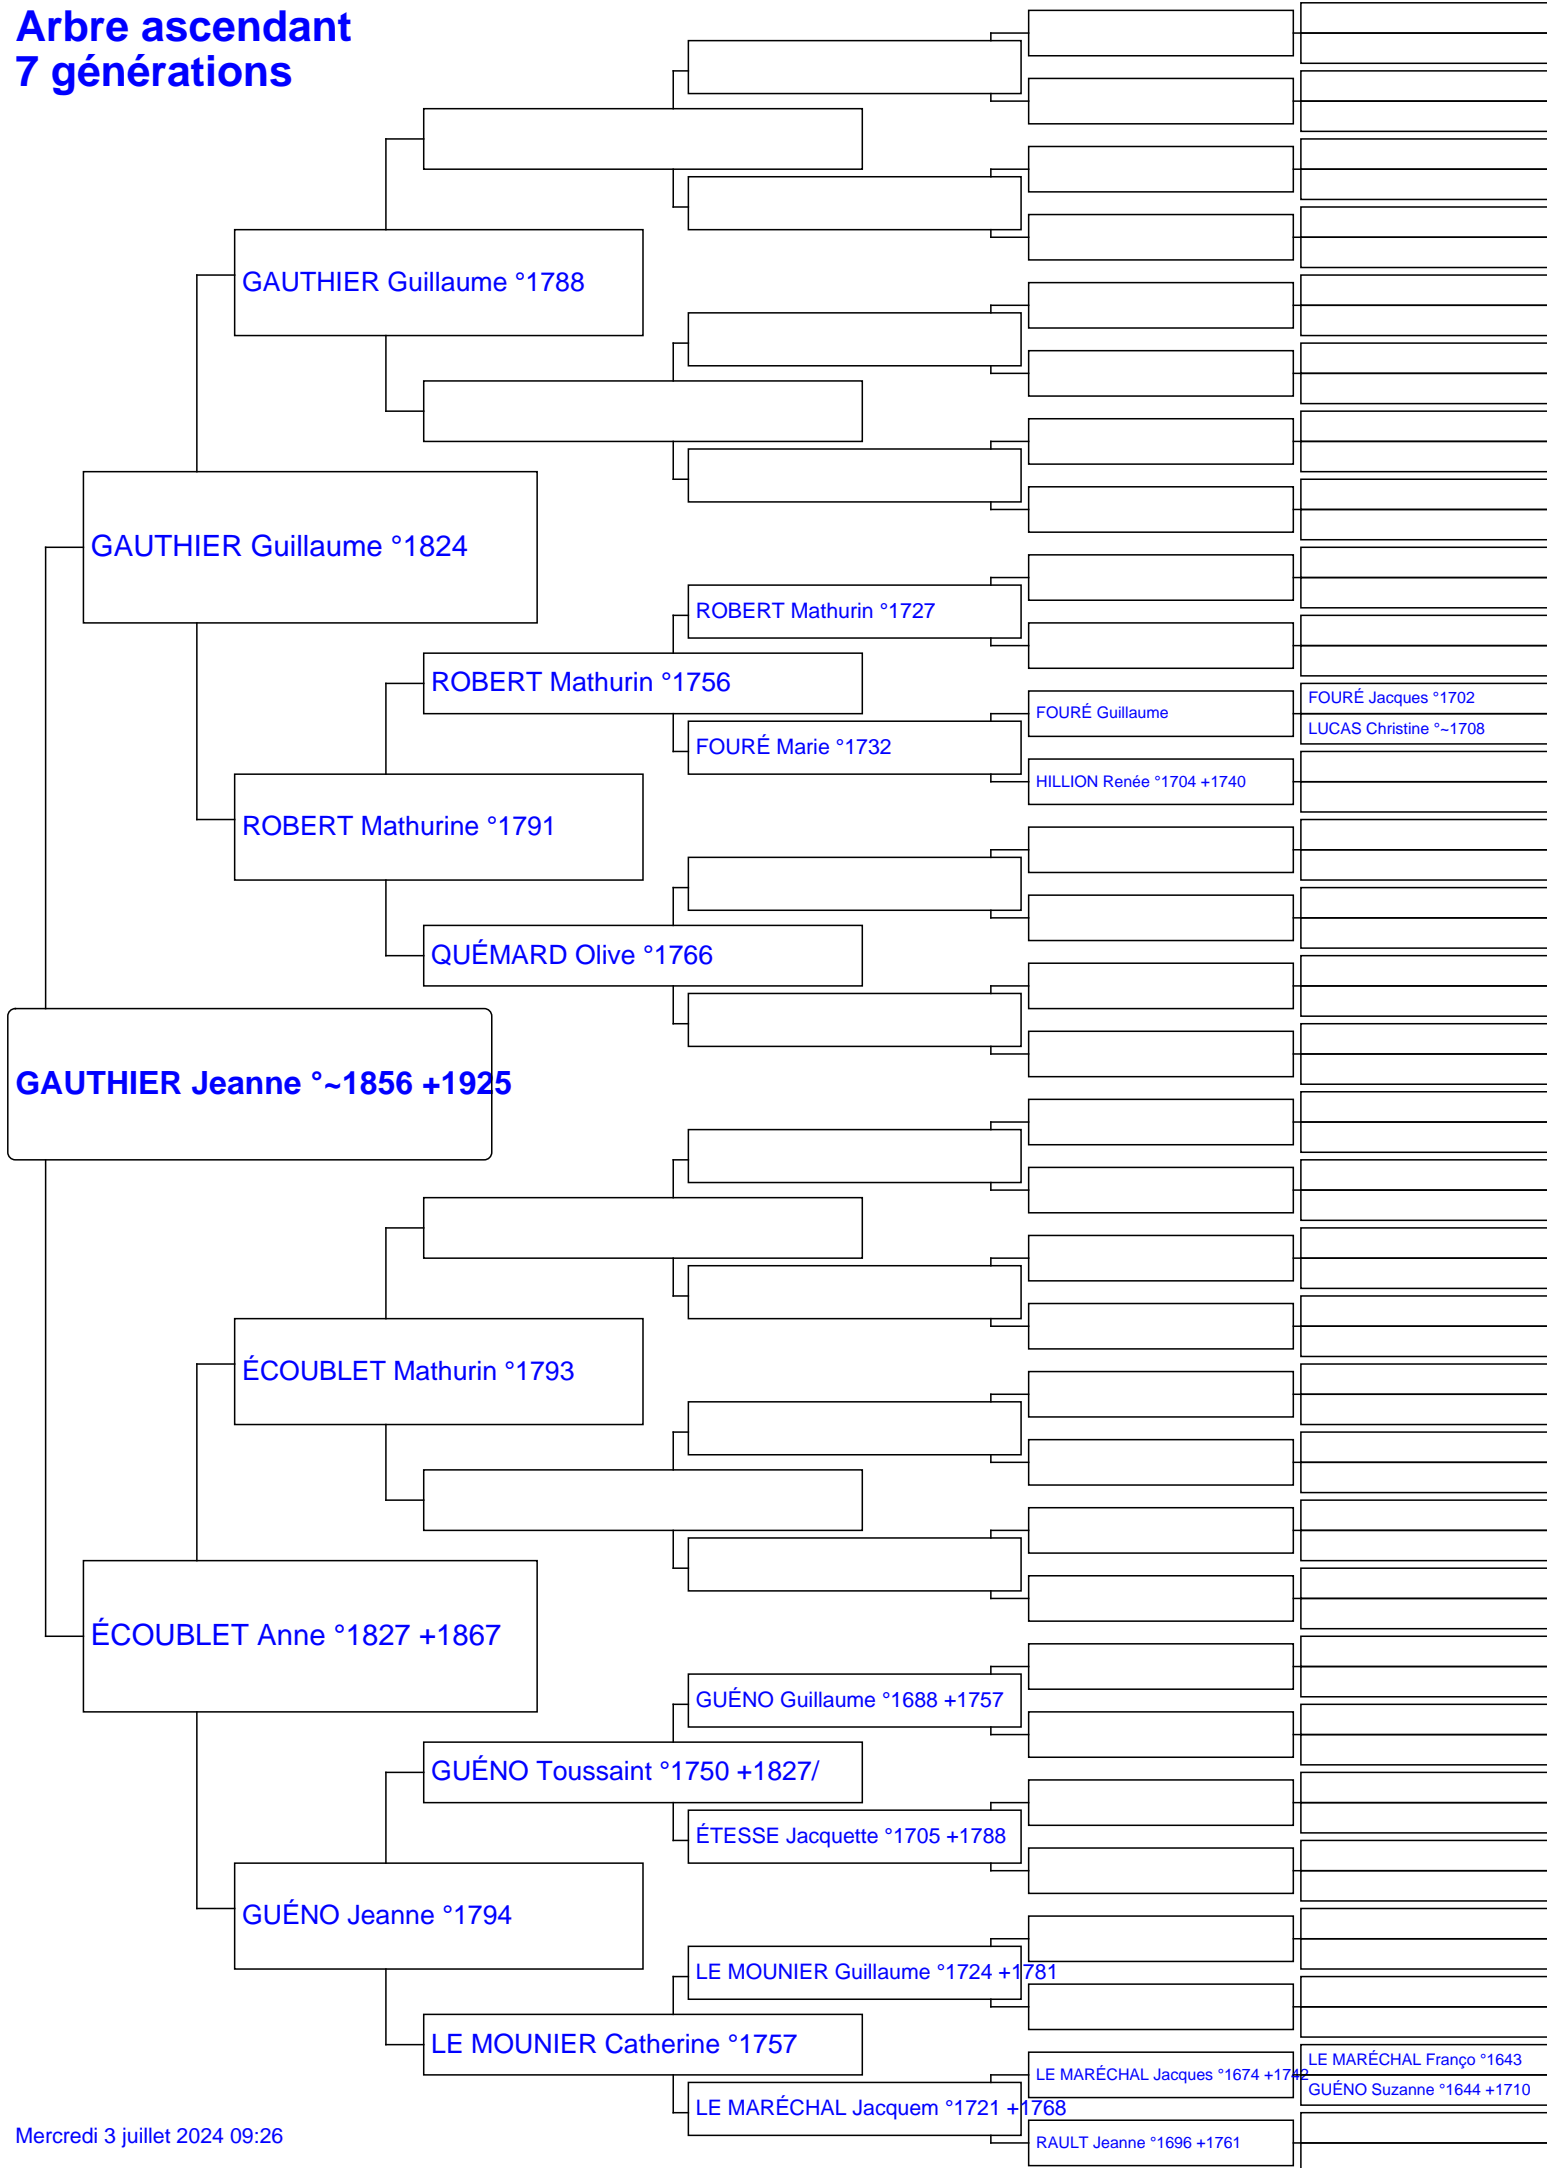 Arbre ascendant
7 générations
GAUTHIER Guillaume °1788
GAUTHIER Guillaume °1824
ROBERT Mathurin °1727
ROBERT Mathurin °1756
FOURÉ Guillaume
FOURÉ Jacques °1702
LUCAS Christine °~1708
FOURÉ Marie °1732
HILLION Renée °1704 +1740
ROBERT Mathurine °1791
QUÉMARD Olive °1766
GAUTHIER Jeanne °~1856 +1925
ÉCOUBLET Mathurin °1793
ÉCOUBLET Anne °1827 +1867
GUÉNO Guillaume °1688 +1757
GUÉNO Toussaint °1750 +1827/
ÉTESSE Jacquette °1705 +1788
GUÉNO Jeanne °1794
LE MOUNIER Guillaume °1724 +1781
LE MOUNIER Catherine °1757
LE MARÉCHAL Jacques °1674 +1742
LE MARÉCHAL Franço °1643
GUÉNO Suzanne °1644 +1710
LE MARÉCHAL Jacquem °1721 +1768
RAULT Jeanne °1696 +1761
Mercredi 3 juillet 2024 09:26